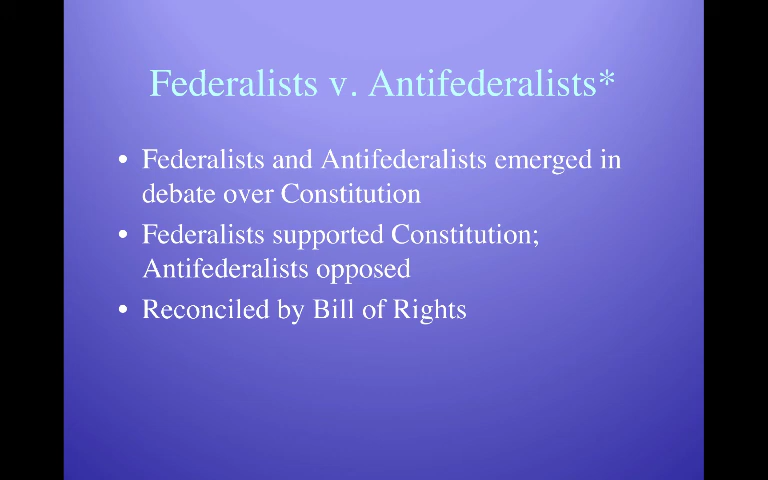 Federalists v. Antifederalists*
• Federalists and Antifederalists emerged in
debate over Constitution
• Federalists supported Constitution;
Antifederalists opposed
• Reconciled by Bill of Rights